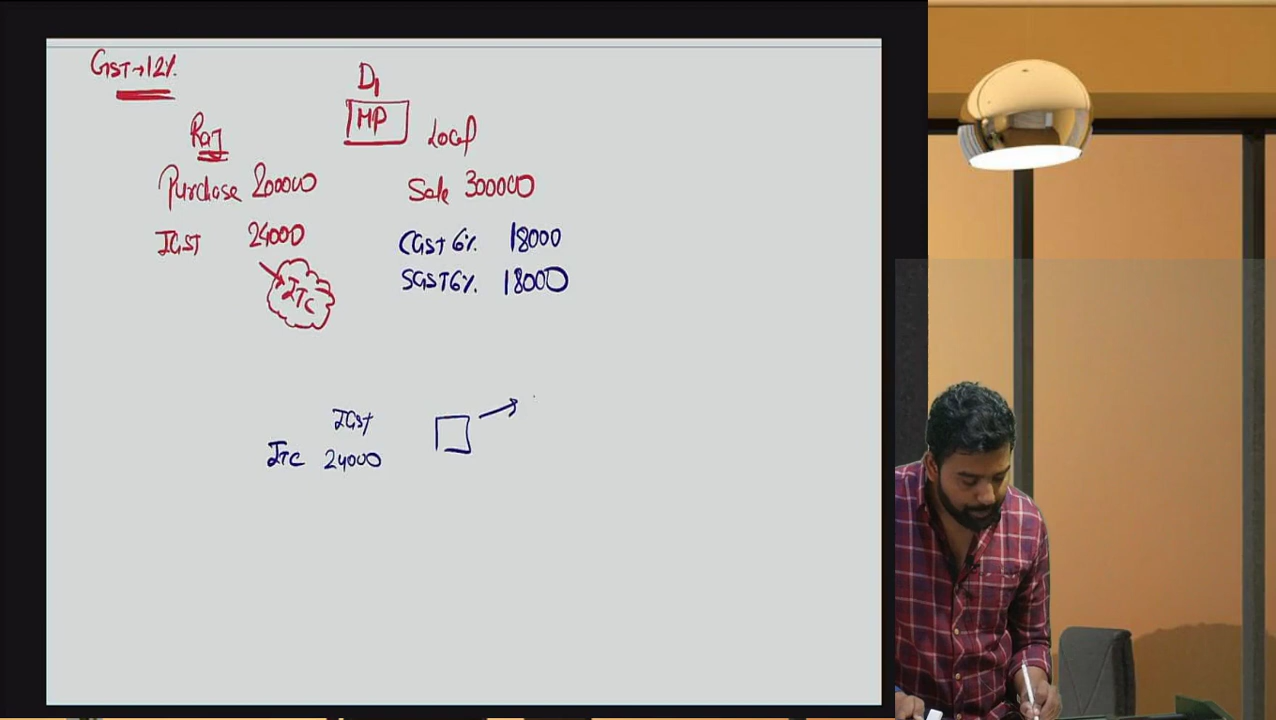 GST→12%
D1
MP
Raj
Local
Purchase 200000
Sale 300000
IGST 24000
CGST 6% 18000
ITC
SGST 6% 18000
IGST
ITC 24000